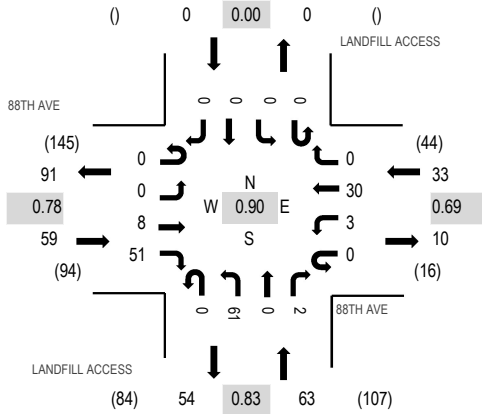 () 0 0.00 0 ()
LANDFILL ACCESS
88TH AVE
0 0 0 0
(145) 0 0 (44)
91 33
0 30
0.78 N 0.69
W 0.90 E
8 S 3
59 10
51 0
(94) (16)
0 61 0 2
88TH AVE
LANDFILL ACCESS
(84) 54 0.83 63 (107)